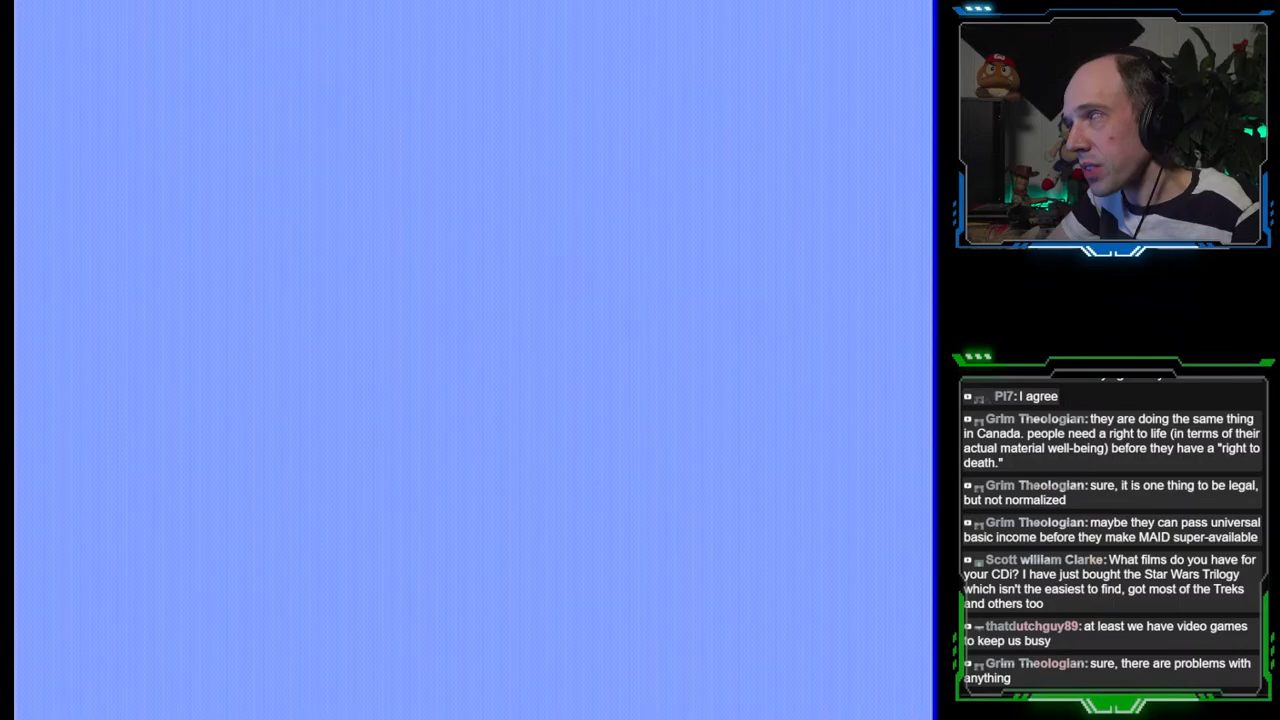 PI7: I agree
Grim Theologian: they are doing the same thing
in Canada. people need a right to life (in terms of their
actual material well-being) before they have a "right to
death."
Grim Theologian: sure, it is one thing to be legal,
but not normalized
Grim Theologian: maybe they can pass universal
basic income before they make MAID super-available
Scott william Clarke: What films do you have for
your CDi? I have just bought the Star Wars Trilogy
which isn't the easiest to find, got most of the Treks
and others too
thatdutchguy89: at least we have video games
to keep us busy
Grim Theologian: sure, there are problems with
anything